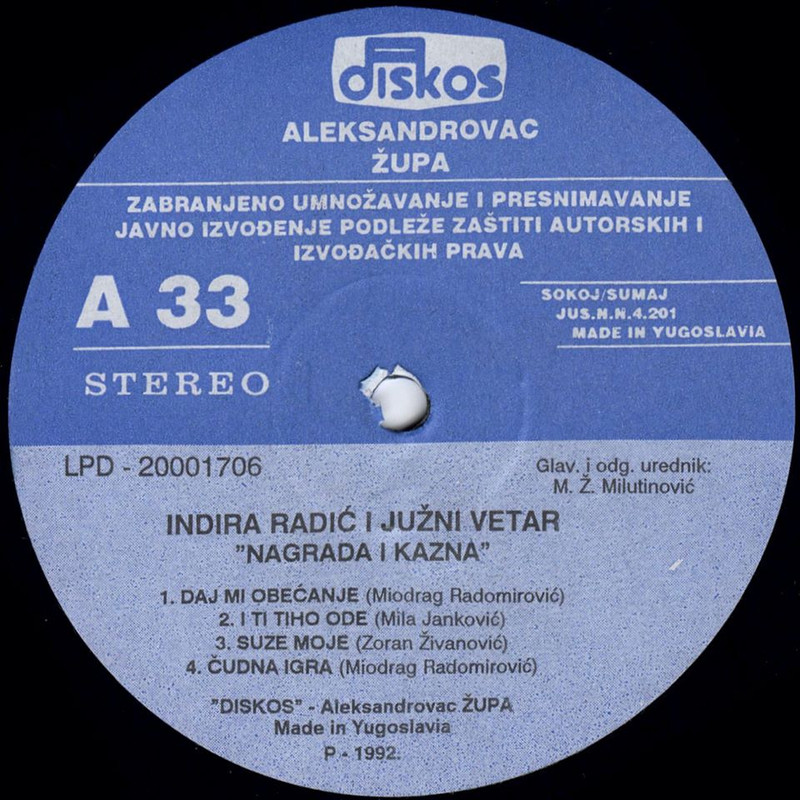 diskos
ALEKSANDROVAC
ŽUPA
ZABRANJENO UMNOŽAVANJE I PRESNIMAVANJE
JAVNO IZVOĐENJE PODLEŽE ZAŠTITI AUTORSKIH I
IZVOĐAČKIH PRAVA
A 33
STEREO
SOKOJ/SUMAJ
JUS.N.N.4.201
MADE IN YUGOSLAVIA
LPD - 20001706
Glav. i odg. urednik:
M. Ž. Milutinović
INDIRA RADIĆ I JUŽNI VETAR
"NAGRADA I KAZNA"
1. DAJ MI OBEĆANJE (Miodrag Radomirović)
2. I TI TIHO ODE (Mila Janković)
3. SUZE MOJE (Zoran Živanović)
4. ČUDNA IGRA (Miodrag Radomirović)
"DISKOS" - Aleksandrovac ŽUPA
Made in Yugoslavia
P - 1992.